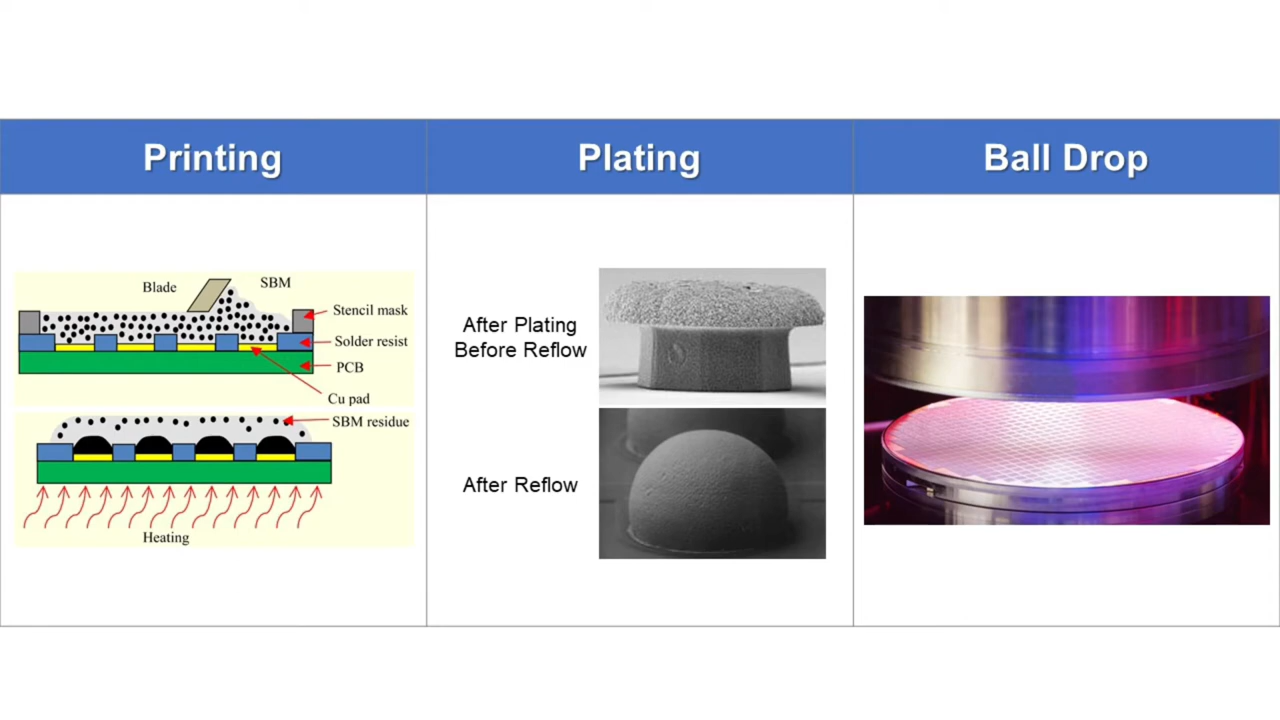 Printing
Plating
Ball Drop
Blade
SBM
Stencil mask
Solder resist
PCB
Cu pad
SBM residue
Heating
After Plating
Before Reflow
After Reflow